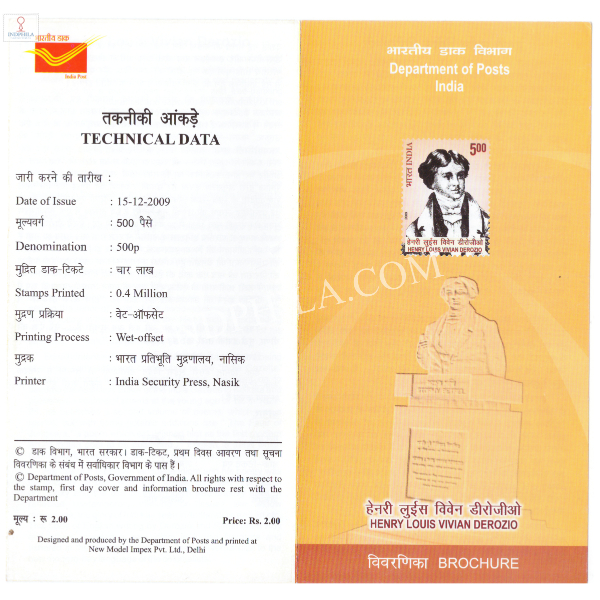 INDPHILA
भारतीय डाक
India Post
तकनीकी आंकड़े
TECHNICAL DATA
जारी करने की तारीख :
Date of Issue : 15-12-2009
मूल्यवर्ग : 500 पैसे
Denomination : 500p
मुद्रित डाक-टिकटे : चार लाख
Stamps Printed : 0.4 Million
मुद्रण प्रक्रिया : वेट-ऑफसेट
Printing Process : Wet-offset
मुद्रक : भारत प्रतिभूति मुद्रणालय, नासिक
Printer : India Security Press, Nasik
© डाक विभाग, भारत सरकार। डाक-टिकट, प्रथम दिवस आवरण तथा सूचना
विवरणिका के संबंध में सर्वाधिकार विभाग के पास हैं।
© Department of Posts, Government of India. All rights with respect to
the stamp, first day cover and information brochure rest with the
Department
मूल्य : रू 2.00 Price: Rs. 2.00
Designed and produced by the Department of Posts and printed at
New Model Impex Pvt. Ltd., Delhi
भारतीय डाक विभाग
Department of Posts
India
भारत INDIA
5.00
हेनरी लुईस विवेन डीरोजीओ
HENRY LOUIS VIVIAN DEROZIO
हेनरी लुईस विवेन डीरोजीओ
HENRY LOUIS VIVIAN DEROZIO
विवरणिका BROCHURE